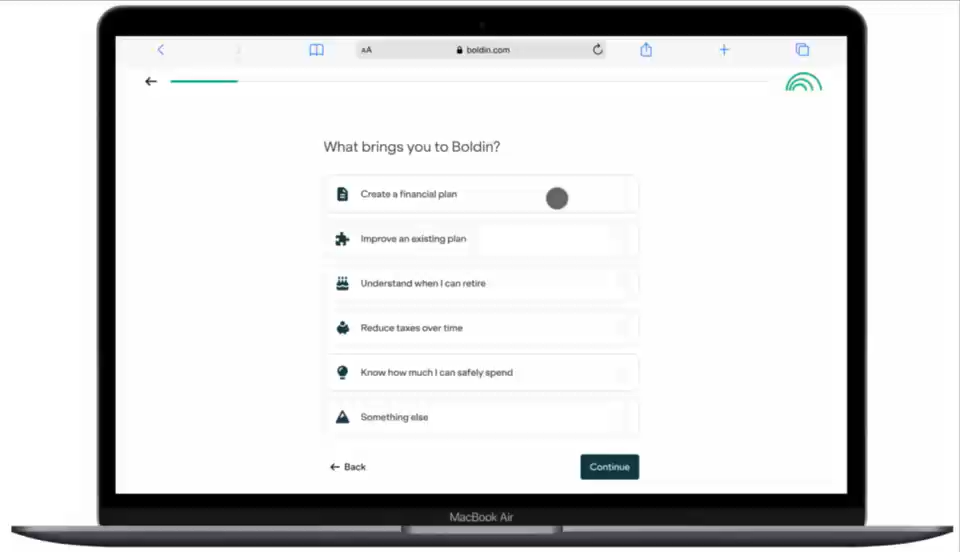 AA boldin.com
What brings you to Boldin?
Create a financial plan
Improve an existing plan
Understand when I can retire
Reduce taxes over time
Know how much I can safely spend
Something else
Back
Continue
MacBook Air